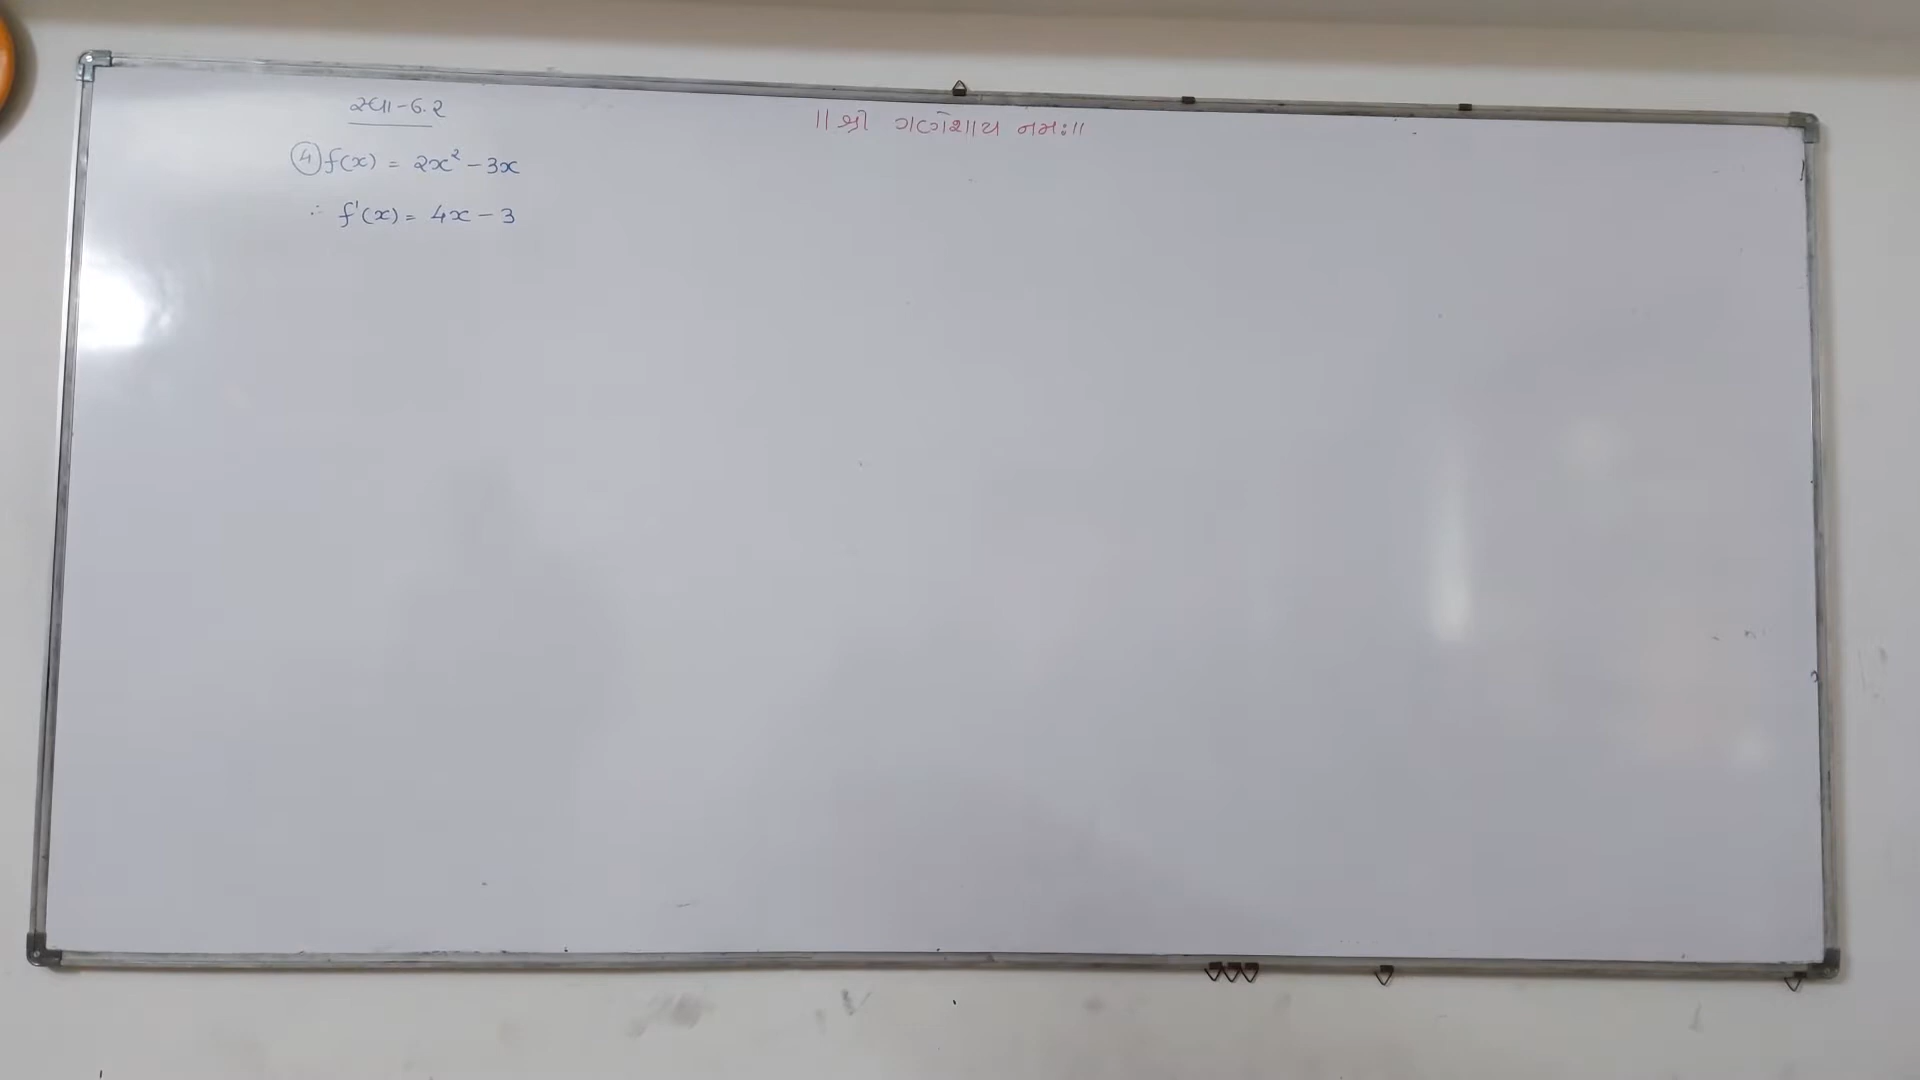 સ્વા-6.2
॥ શ્રી ગણેશાય નમઃ॥
④ f(x) = 2x² - 3x
∴ f'(x) = 4x - 3